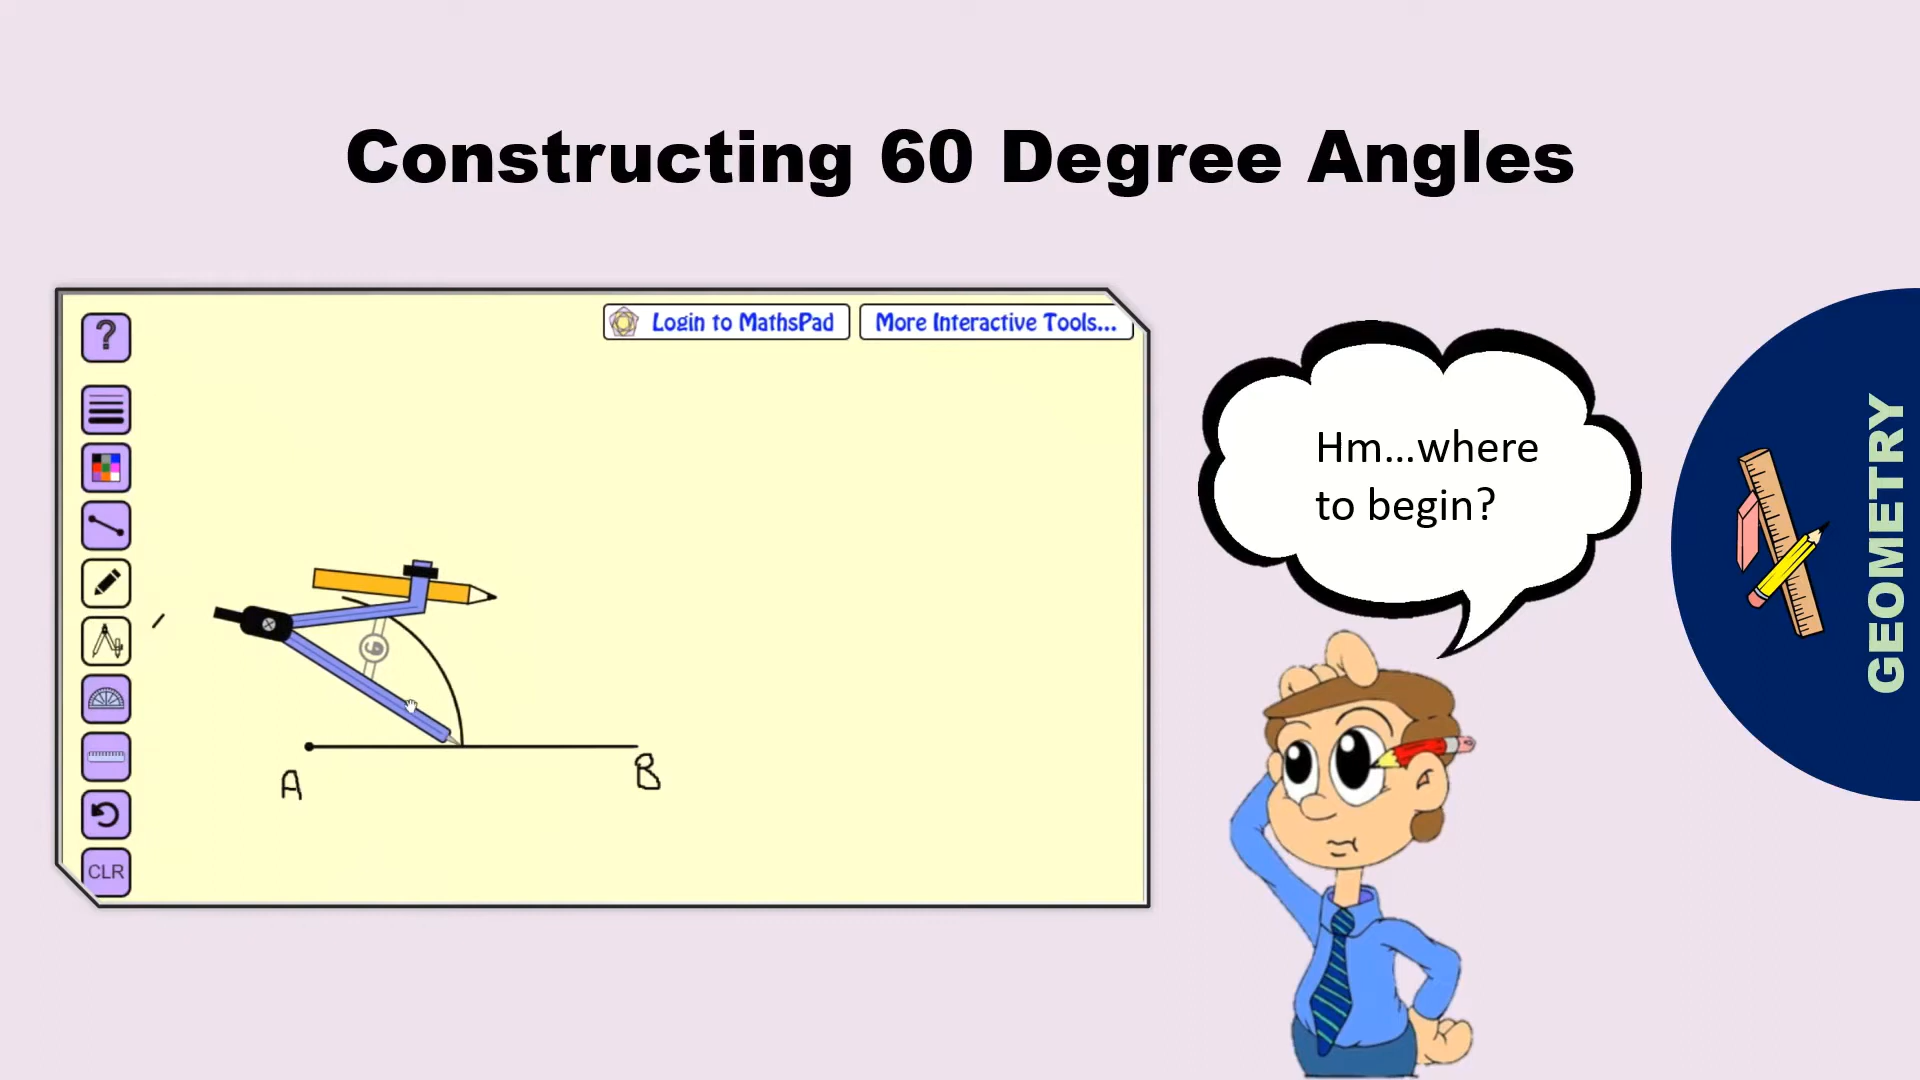 Constructing 60 Degree Angles
?
Login to MathsPad
More Interactive Tools...
Hm...where
to begin?
GEOMETRY
A
B
CLR